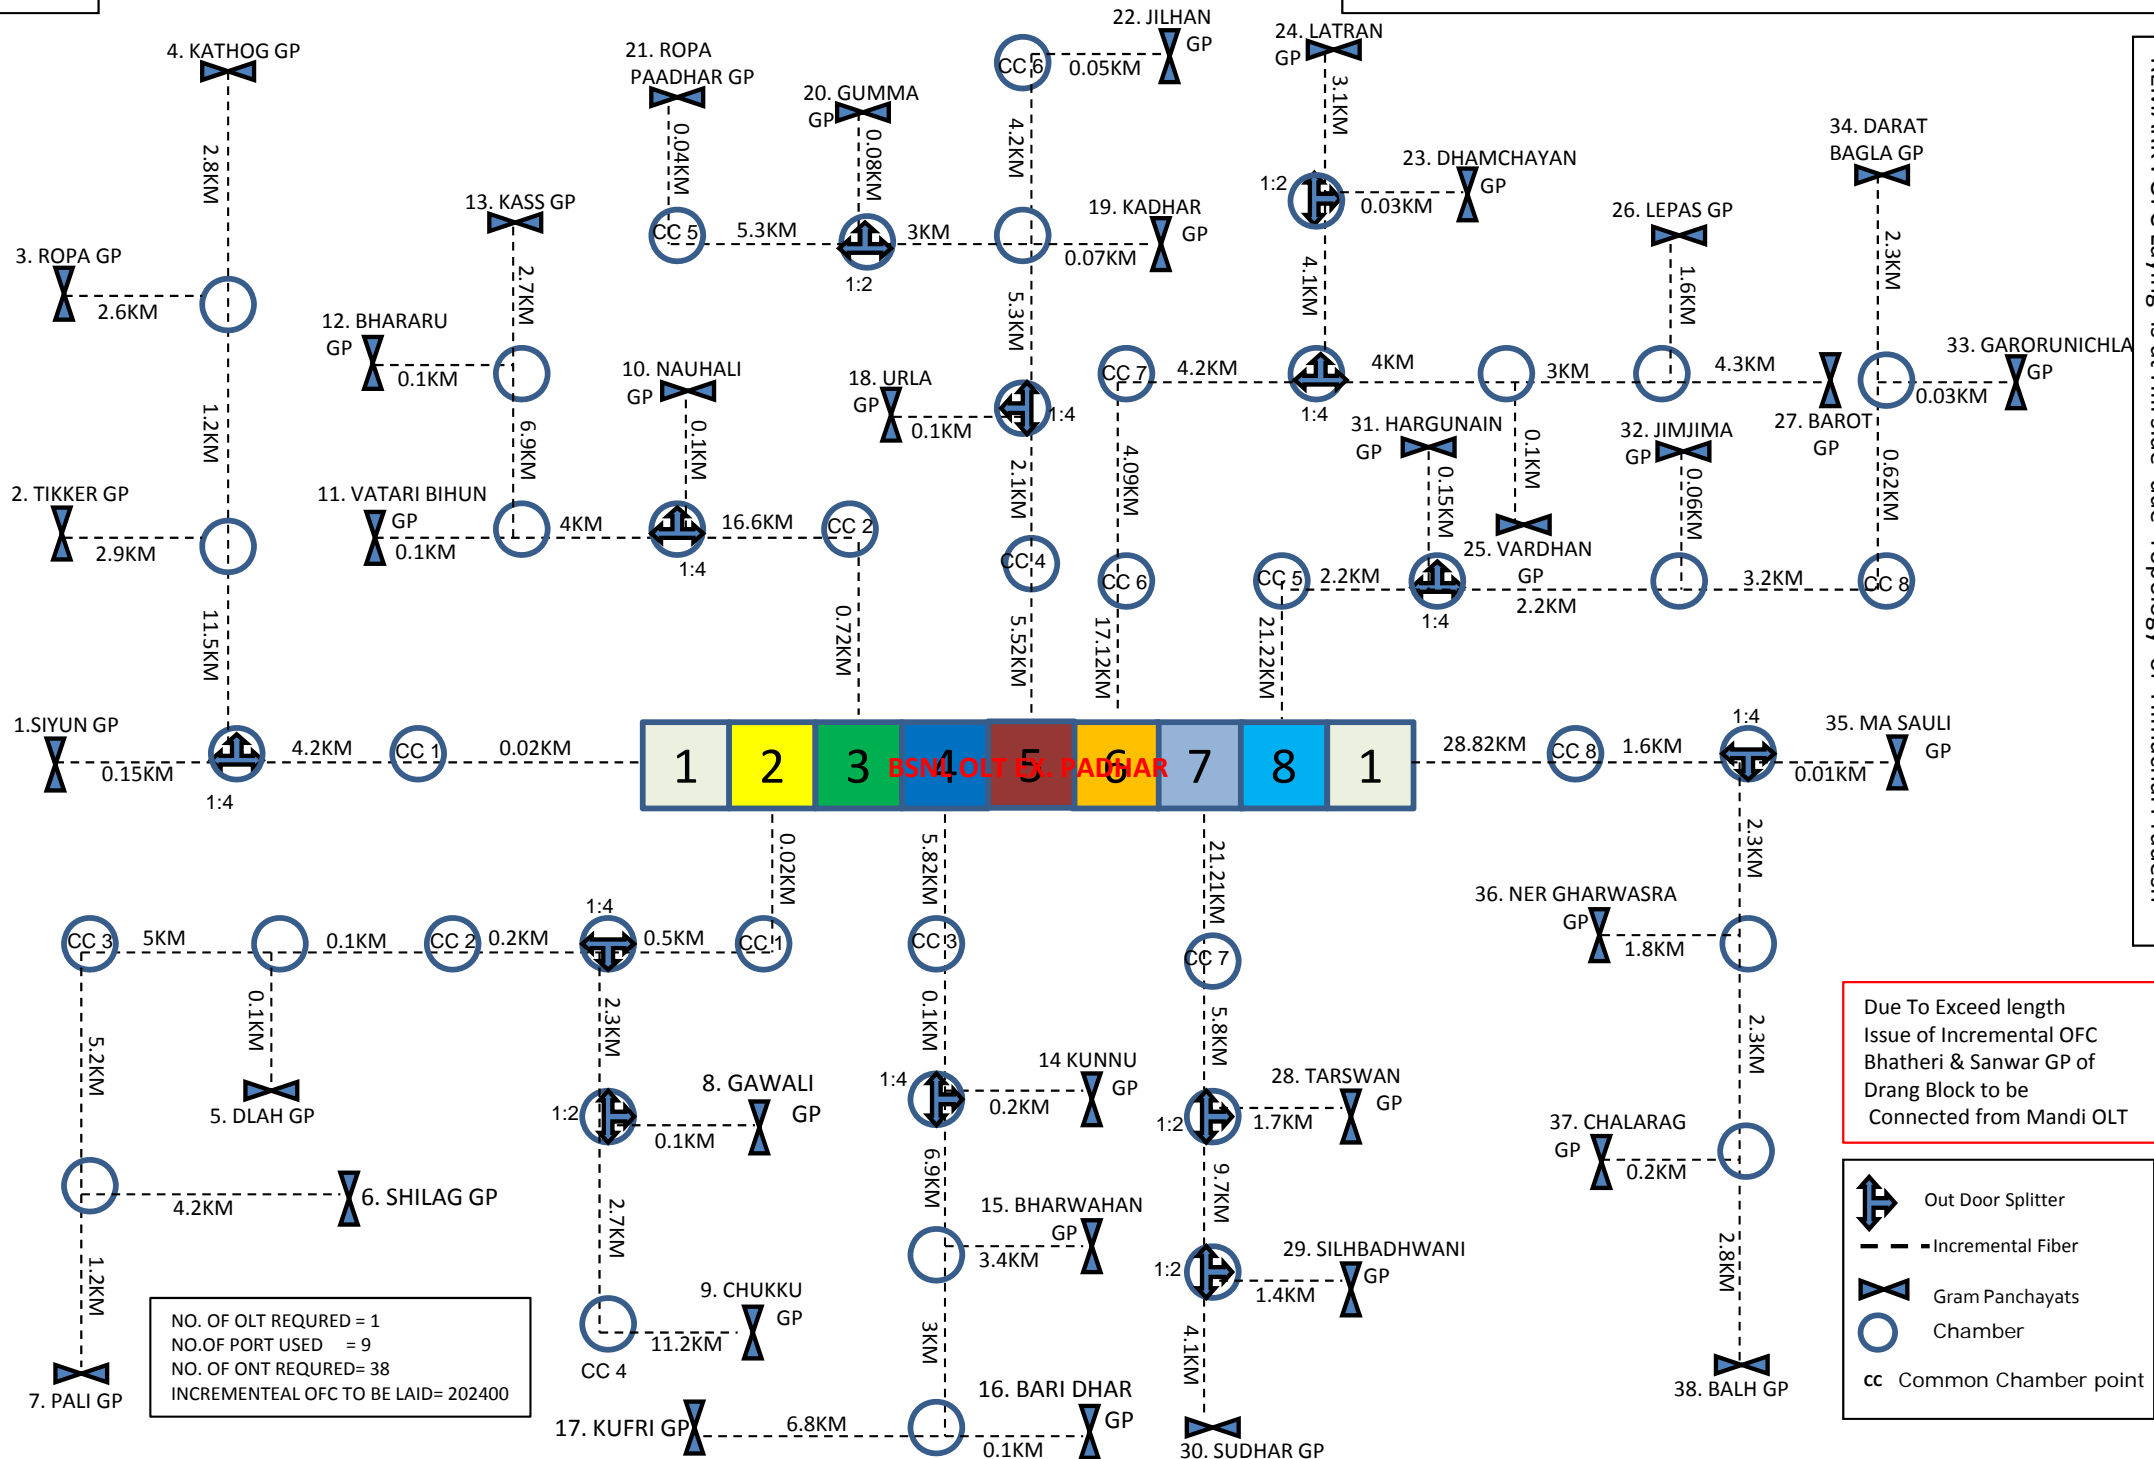 22. JILHAN
GP
0.05KM
CC 6
4. KATHOG GP
21. ROPA
PAADHAR GP
24. LATRAN
GP
3.1KM
20. GUMMA
GP
0.04KM
0.08KM
4.2KM
34. DARAT
BAGLA GP
2.8KM
23. DHAMCHAYAN
GP
1:2
0.03KM
13. KASS GP
19. KADHAR
GP
26. LEPAS GP
CC 5
5.3KM
3KM
0.07KM
1:2
3. ROPA GP
2.6KM
2.7KM
5.3KM
4.1KM
1.6KM
2.3KM
12. BHARARU
GP
0.1KM
10. NAUHALI
GP
18. URLA
GP
0.1KM
1:4
CC 7
4.2KM
4KM
3KM
4.3KM
1:4
33. GARORUNICHLA
GP
0.03KM
27. BAROT
GP
1.2KM
6.9KM
0.1KM
31. HARGUNAIN
GP
32. JIMJIMA
GP
0.1KM
0.62KM
2. TIKKER GP
2.9KM
11. VATARI BIHUN
GP
0.1KM
4KM
16.6KM
CC 2
1:4
2.1KM
4.09KM
0.15KM
0.06KM
25. VARDHAN
GP
CC 4
CC 6
CC 5
2.2KM
2.2KM
3.2KM
CC 8
1:4
11.5KM
0.72KM
5.52KM
17.12KM
21.22KM
1.SIYUN GP
0.15KM
4.2KM
CC 1
0.02KM
1:4
1 2 3 4 5 6 7 8 1
BSNL OLT EX. PADHAR
28.82KM
CC 8
1.6KM
1:4
0.01KM
35. MA SAULI
GP
0.02KM
5.82KM
21.21KM
2.3KM
36. NER GHARWASRA
GP
1.8KM
CC 3
5KM
0.1KM
CC 2
0.2KM
1:4
0.5KM
CC 1
CC 3
CC 7
5.2KM
0.1KM
2.3KM
0.1KM
5.8KM
2.3KM
Due To Exceed length
Issue of Incremental OFC
Bhatheri & Sanwar GP of
Drang Block to be
Connected from Mandi OLT
5. DLAH GP
1:2
8. GAWALI
GP
0.1KM
1:4
14 KUNNU
GP
0.2KM
1:2
28. TARSWAN
GP
1.7KM
37. CHALARAG
GP
0.2KM
4.2KM
6. SHILAG GP
2.7KM
6.9KM
9.7KM
15. BHARWAHAN
GP
3.4KM
1:2
29. SILHBADHWANI
GP
1.4KM
Out Door Splitter
Incremental Fiber
Gram Panchayats
Chamber
CC Common Chamber point
1.2KM
7. PALI GP
NO. OF OLT REQURED = 1
NO.OF PORT USED = 9
NO. OF ONT REQURED= 38
INCREMENTEAL OFC TO BE LAID= 202400
9. CHUKKU
GP
11.2KM
CC 4
3KM
4.1KM
2.8KM
17. KUFRI GP
6.8KM
16. BARI DHAR
GP
0.1KM
30. SUDHAR GP
38. BALH GP